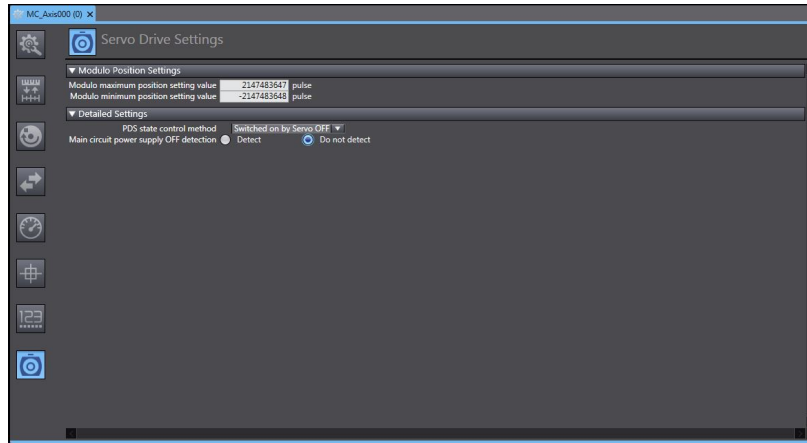 MC_Axis000 (0) ×
Servo Drive Settings
▼ Modulo Position Settings
Modulo maximum position setting value 2147483647 pulse
Modulo minimum position setting value -2147483648 pulse
▼ Detailed Settings
PDS state control method Switched on by Servo OFF ▼
Main circuit power supply OFF detection Detect Do not detect
123